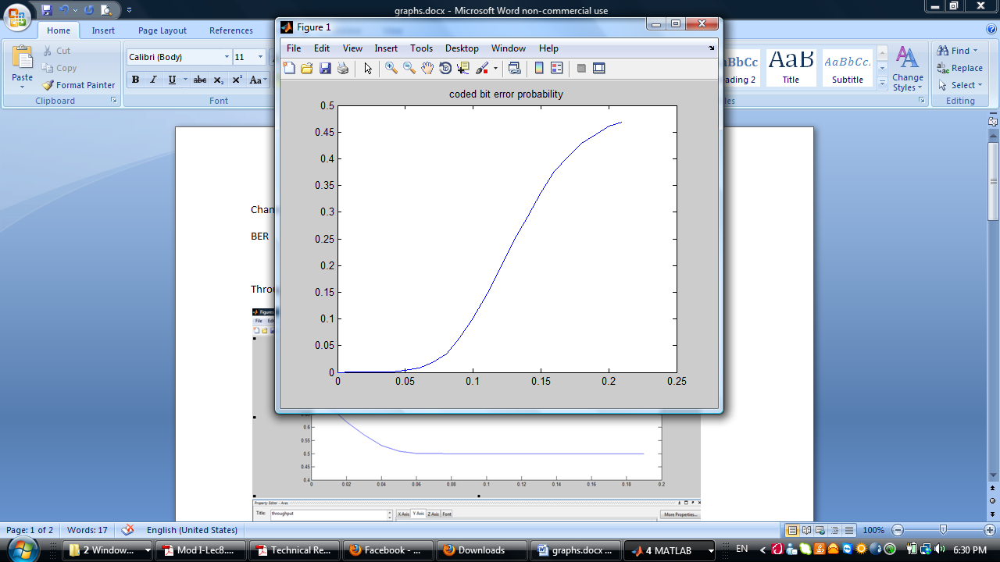 graphs.docx - Microsoft Word non-commercial use
Home Insert Page Layout References
Paste
Cut
Copy
Format Painter
Clipboard
Calibri (Body) 11
B I U abc X₂ X² Aa
Font
Figure 1
File Edit View Insert Tools Desktop Window Help
AaB AaBbCc.
Title Subtitle
Change
Styles
Find
Replace
Select
Editing
coded bit error probability
0.5
0.45
0.4
0.35
0.3
0.25
0.2
0.15
0.1
0.05
0
0 0.05 0.1 0.15 0.2 0.25
BER
0.6
0.55
0.5
0.45
0.4
0 0.02 0.04 0.06 0.08 0.1 0.12 0.14 0.16 0.18 0.2
Property Editor - Axes
Title: throughput X Axis Y Axis Z Axis Font More Properties...
Page: 1 of 2 Words: 17 English (United States) 100%
2 Window... Mod I-Lec8... Technical Re... Facebook - ... Downloads graphs.docx ... 4 MATLAB EN 6:30 PM